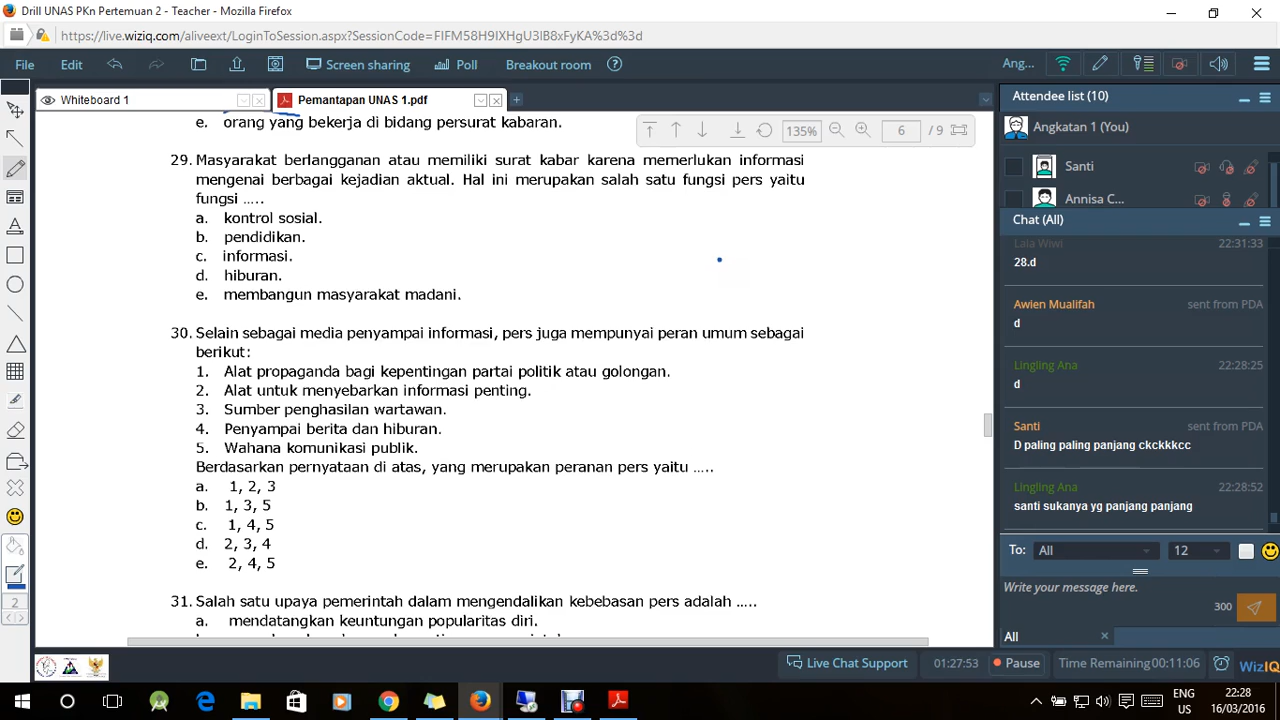 Drill UNAS PKn Pertemuan 2 - Teacher - Mozilla Firefox
https://live.wiziq.com/aliveext/LoginToSession.aspx?SessionCode=FIFM58H9IXHgU3IB8xFyKA%3d%3d
File Edit Screen sharing Poll Breakout room ? Ang...
Whiteboard 1
Pemantapan UNAS 1.pdf
135% 6 / 9
e. orang yang bekerja di bidang persurat kabaran.
29. Masyarakat berlangganan atau memiliki surat kabar karena memerlukan informasi
mengenai berbagai kejadian aktual. Hal ini merupakan salah satu fungsi pers yaitu
fungsi .....
a. kontrol sosial.
b. pendidikan.
c. informasi.
d. hiburan.
e. membangun masyarakat madani.
30. Selain sebagai media penyampai informasi, pers juga mempunyai peran umum sebagai
berikut:
1. Alat propaganda bagi kepentingan partai politik atau golongan.
2. Alat untuk menyebarkan informasi penting.
3. Sumber penghasilan wartawan.
4. Penyampai berita dan hiburan.
5. Wahana komunikasi publik.
Berdasarkan pernyataan di atas, yang merupakan peranan pers yaitu .....
a. 1, 2, 3
b. 1, 3, 5
c. 1, 4, 5
d. 2, 3, 4
e. 2, 4, 5
31. Salah satu upaya pemerintah dalam mengendalikan kebebasan pers adalah .....
a. mendatangkan keuntungan popularitas diri.
2
Attendee list (10)
Angkatan 1 (You)
Santi
Annisa C...
Chat (All)
Laia Wiwi 22:31:33
28.d
Awien Mualifah sent from PDA
d
Lingling Ana 22:28:25
d
Santi sent from PDA
D paling paling panjang ckckkkcc
Lingling Ana 22:28:52
santi sukanya yg panjang panjang
To: All 12
Write your message here.
300
All
Live Chat Support 01:27:53 Pause Time Remaining 00:11:06 WizIQ
ENG
US
22:28
16/03/2016